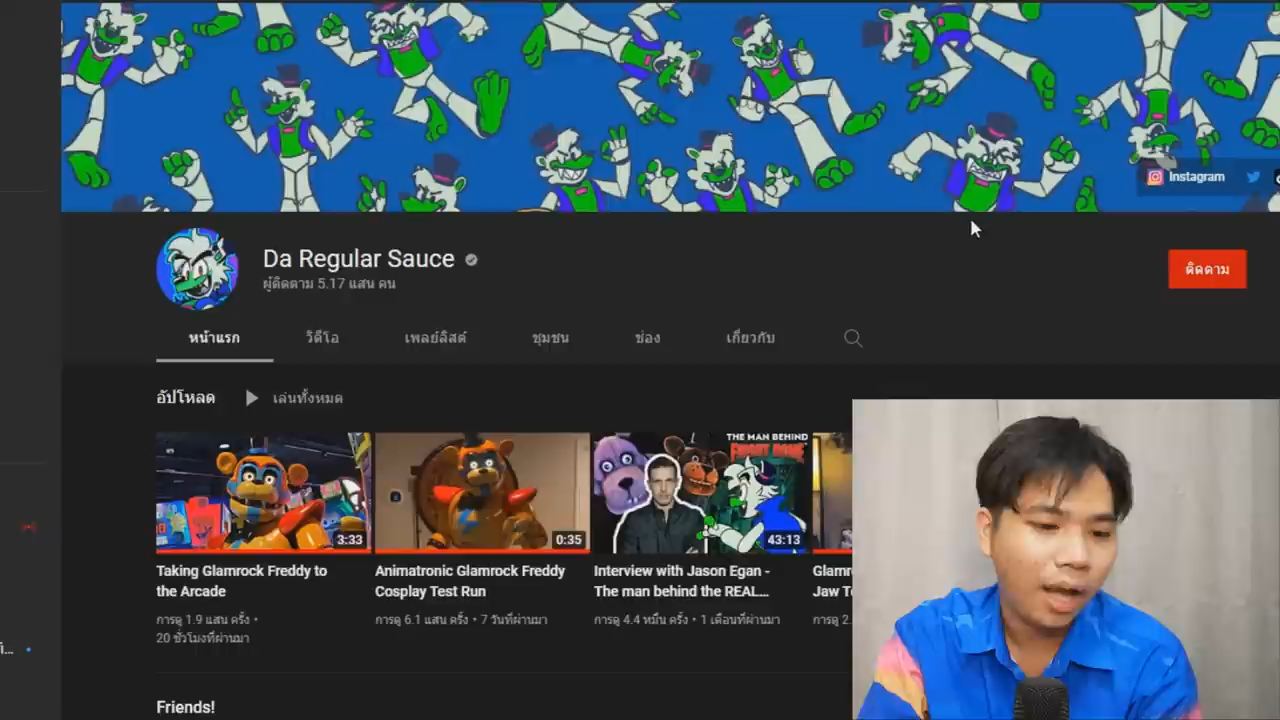 Instagram
Da Regular Sauce
ผู้ติดตาม 5.17 แสน คน
ติดตาม
หน้าแรก
วิดีโอ
เพลย์ลิสต์
ชุมชน
ช่อง
เกี่ยวกับ
อัปโหลด
เล่นทั้งหมด
THE MAN BEHIND
3:33
0:35
43:13
Taking Glamrock Freddy to
the Arcade
การดู 1.9 แสน ครั้ง •
20 ชั่วโมงที่ผ่านมา
Animatronic Glamrock Freddy
Cosplay Test Run
การดู 6.1 แสน ครั้ง • 7 วันที่ผ่านมา
Interview with Jason Egan -
The man behind the REAL...
การดู 4.4 หมื่น ครั้ง • 1 เดือนที่ผ่านมา
Glamr
Jaw T
การดู 2.
Friends!